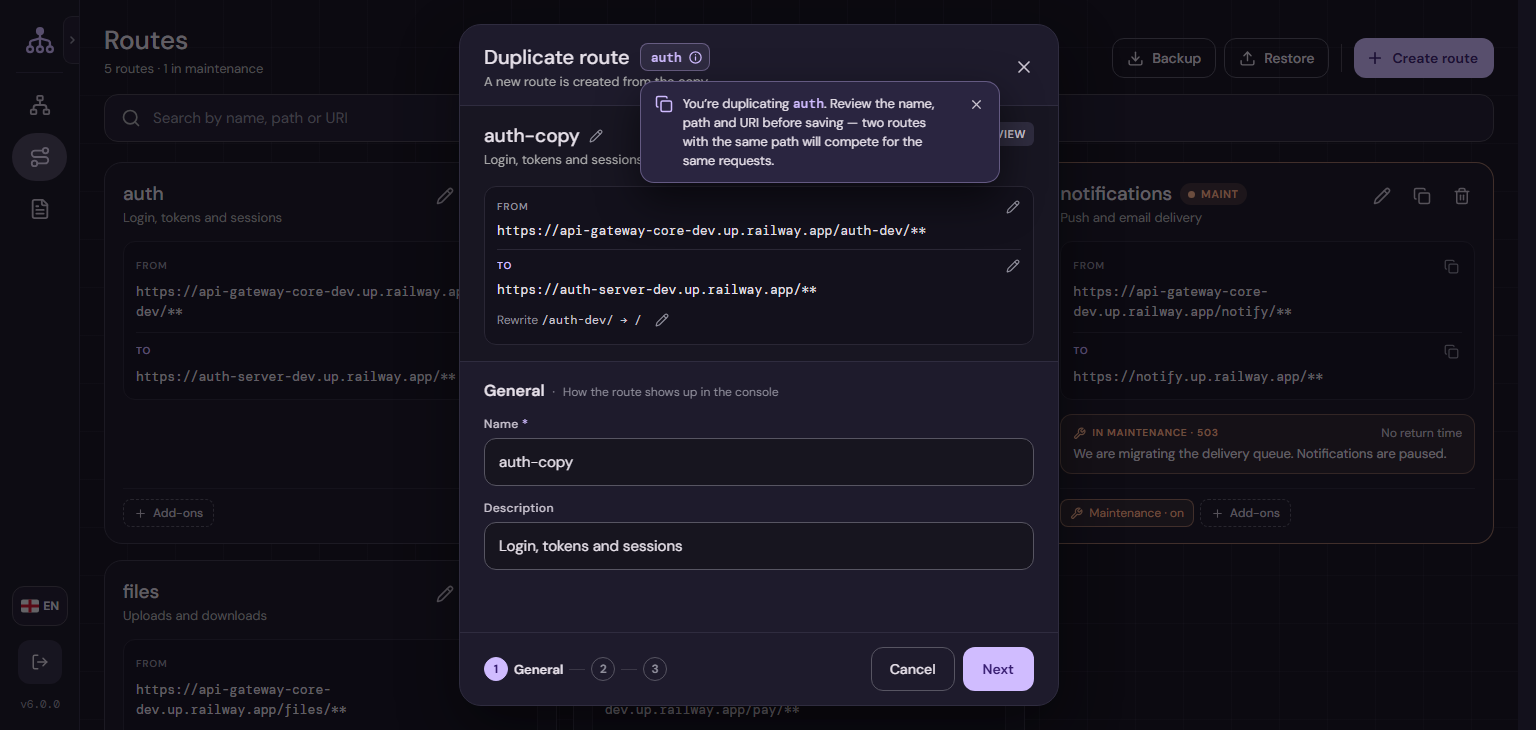 Routes
5 routes · 1 in maintenance
Backup
Restore
Create route
Search by name, path or URI
auth
Login, tokens and sessions
FROM
https://api-gateway-core-dev.up.railway.ap
dev/**
TO
https://auth-server-dev.up.railway.app/**
Add-ons
files
Uploads and downloads
FROM
https://api-gateway-core-
dev.up.railway.app/files/**
EN
v6.0.0
Duplicate route
auth
A new route is created from the copy
You're duplicating auth. Review the name,
path and URI before saving — two routes
with the same path will compete for the
same requests.
auth-copy
Login, tokens and sessions
FROM
https://api-gateway-core-dev.up.railway.app/auth-dev/**
TO
https://auth-server-dev.up.railway.app/**
Rewrite /auth-dev/ → /
General · How the route shows up in the console
Name *
auth-copy
Description
Login, tokens and sessions
1 General
2
3
Cancel
Next
notifications
MAINT
Push and email delivery
FROM
https://api-gateway-core-
dev.up.railway.app/notify/**
TO
https://notify.up.railway.app/**
IN MAINTENANCE · 503
No return time
We are migrating the delivery queue. Notifications are paused.
Maintenance · on
Add-ons
dev.up.railway.app/pay/**